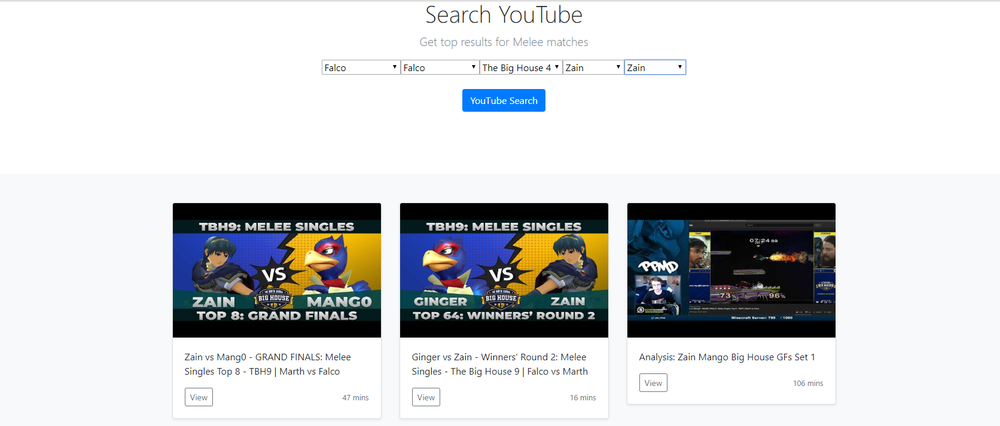 Search YouTube
Get top results for Melee matches
Falco Falco The Big House 4 Zain Zain
YouTube Search
TBH9: MELEE SINGLES
VS
ZAIN BIG HOUSE MANG0
TOP 8: GRAND FINALS
TBH9: MELEE SINGLES
VS
GINGER BIG HOUSE ZAIN
TOP 64: WINNERS' ROUND 2
07:24 89
PPMD
73% 96%
Minecraft Server: 799 / 1000
Zain vs Mang0 - GRAND FINALS: Melee
Singles Top 8 - TBH9 | Marth vs Falco
View 47 mins
Ginger vs Zain - Winners' Round 2: Melee
Singles - The Big House 9 | Falco vs Marth
View 16 mins
Analysis: Zain Mango Big House GFs Set 1
View 106 mins